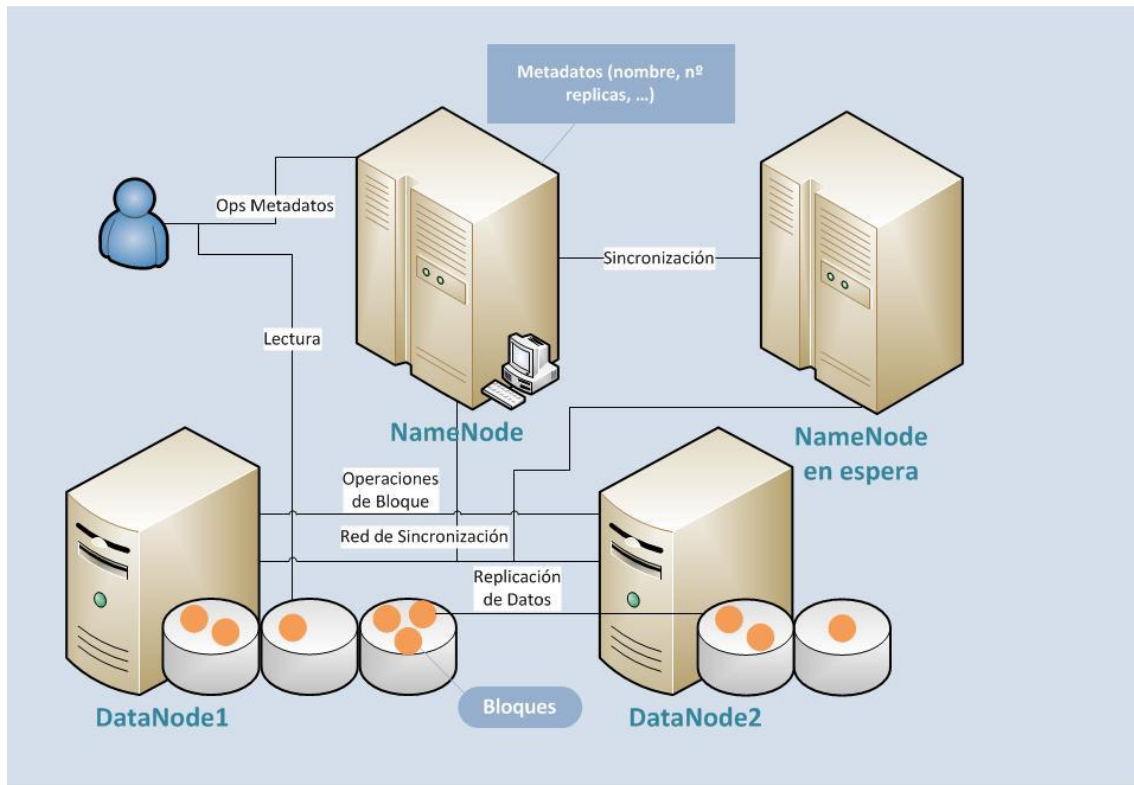 Metadatos (nombre, nº
replicas, ...)
Ops Metadatos
Sincronización
Lectura
NameNode
NameNode
en espera
Operaciones
de Bloque
Red de Sincronización
Replicación
de Datos
Bloques
DataNode1
DataNode2